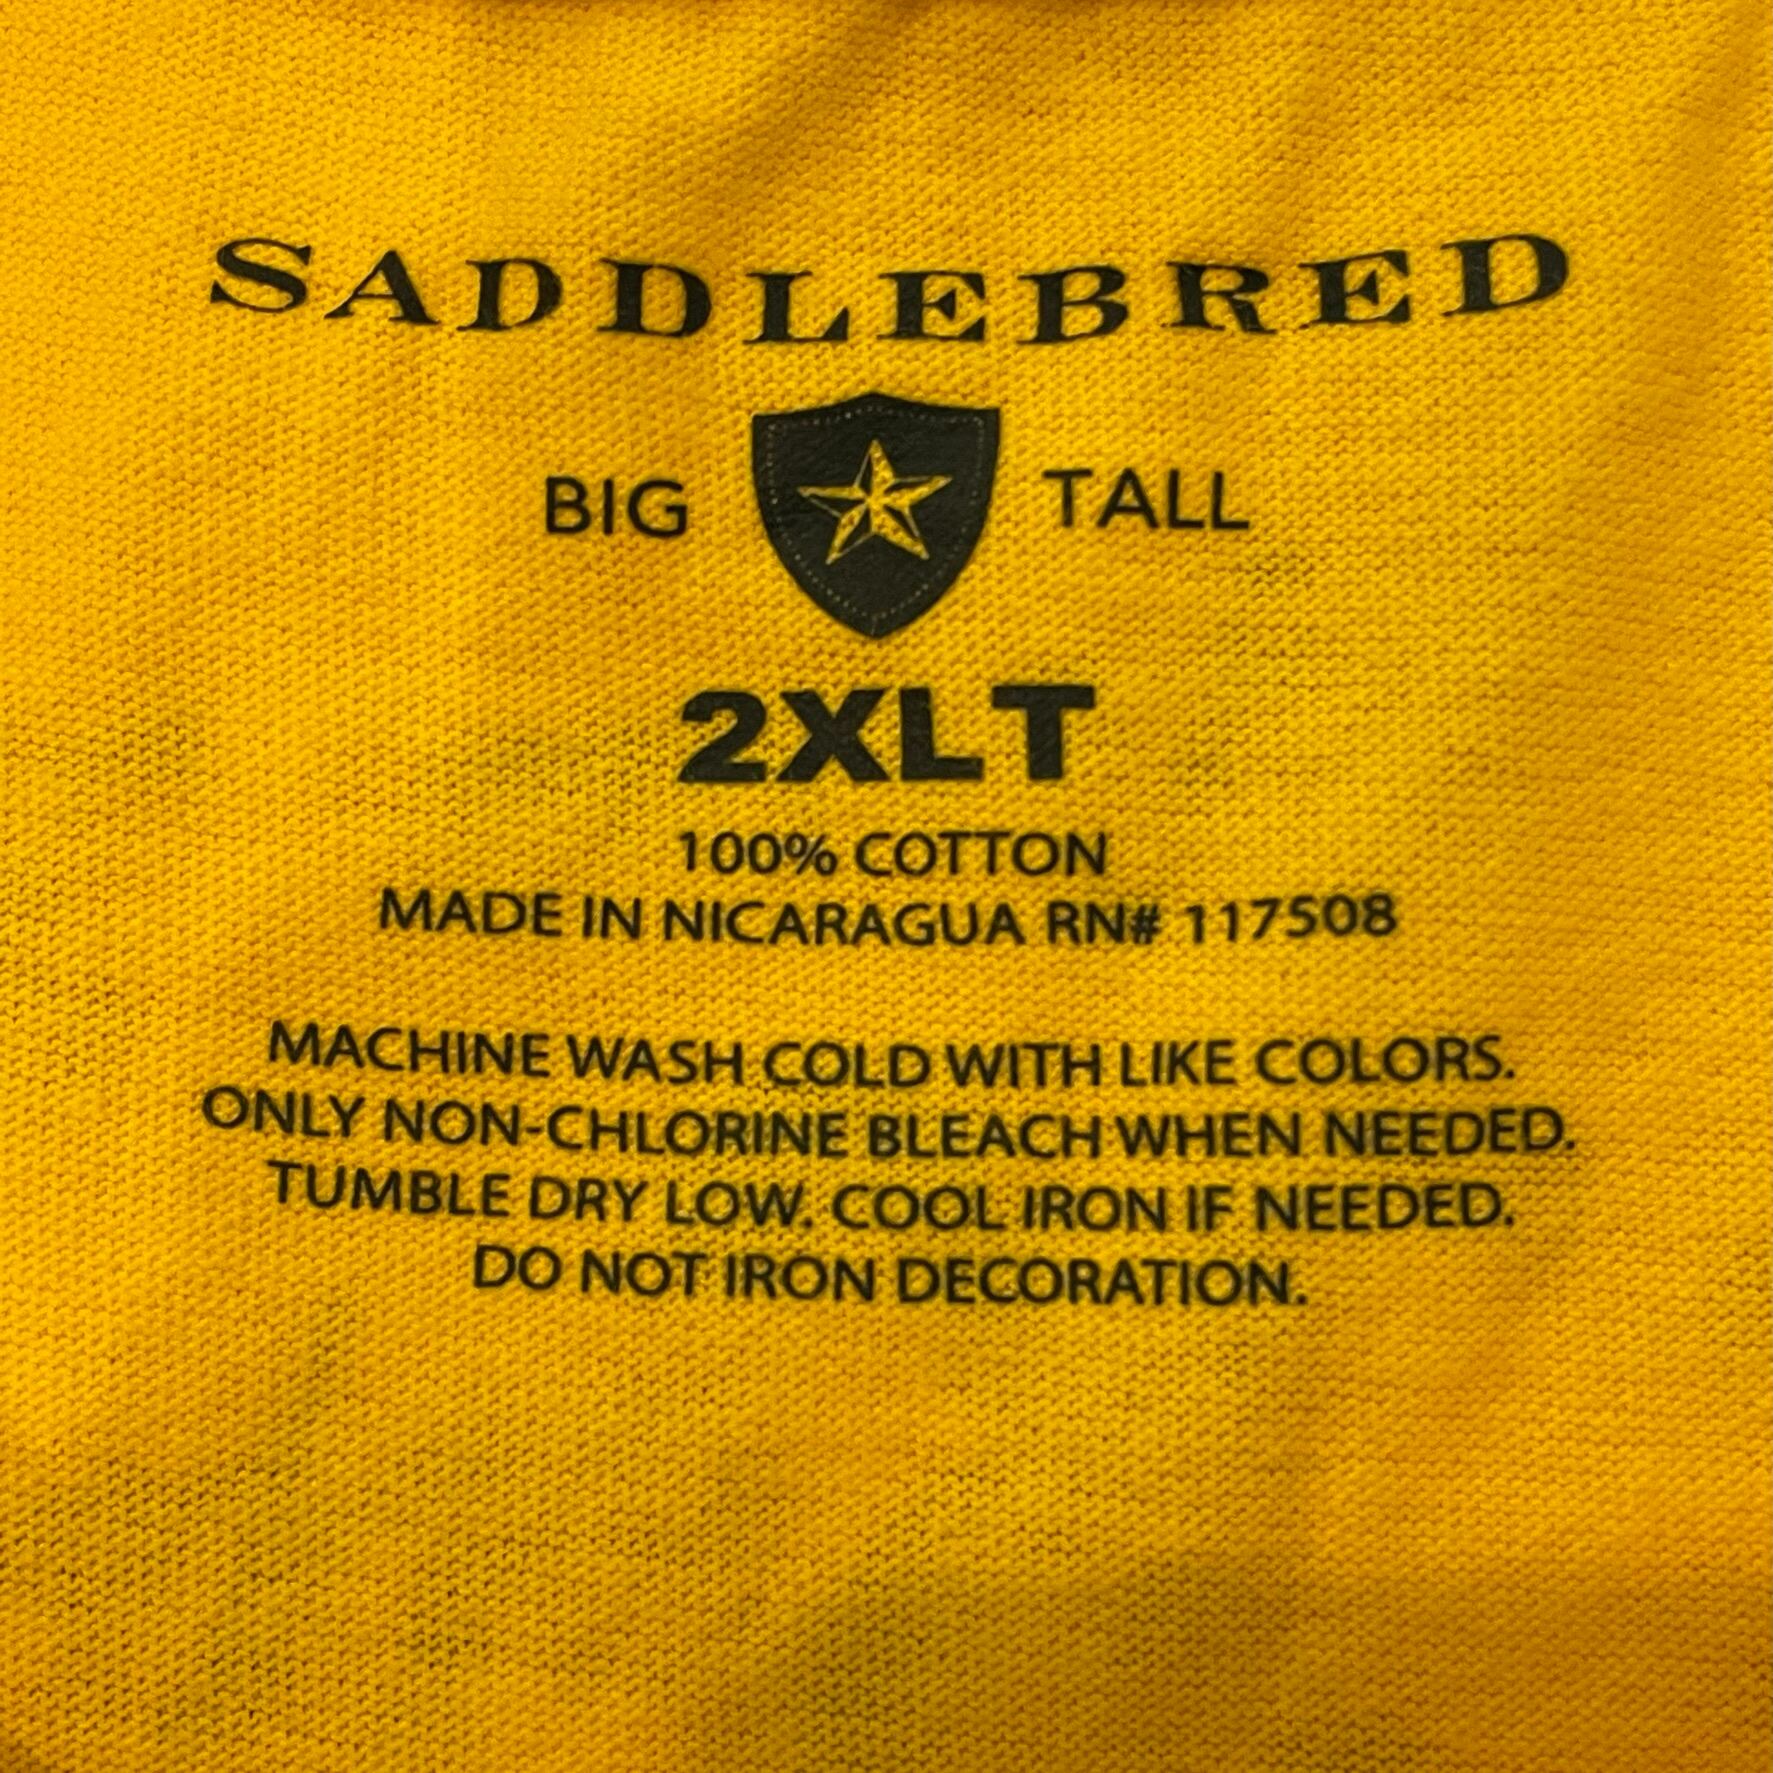 SADDLEBRED
BIG TALL
2XLT
100% COTTON
MADE IN NICARAGUA RN# 117508
MACHINE WASH COLD WITH LIKE COLORS.
ONLY NON-CHLORINE BLEACH WHEN NEEDED.
TUMBLE DRY LOW. COOL IRON IF NEEDED.
DO NOT IRON DECORATION.